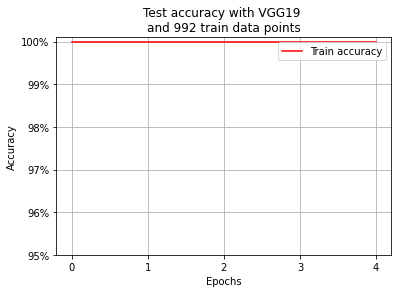 Test accuracy with VGG19
and 992 train data points
100%
99%
98%
97%
96%
95%
Accuracy
Train accuracy
0 1 2 3 4
Epochs